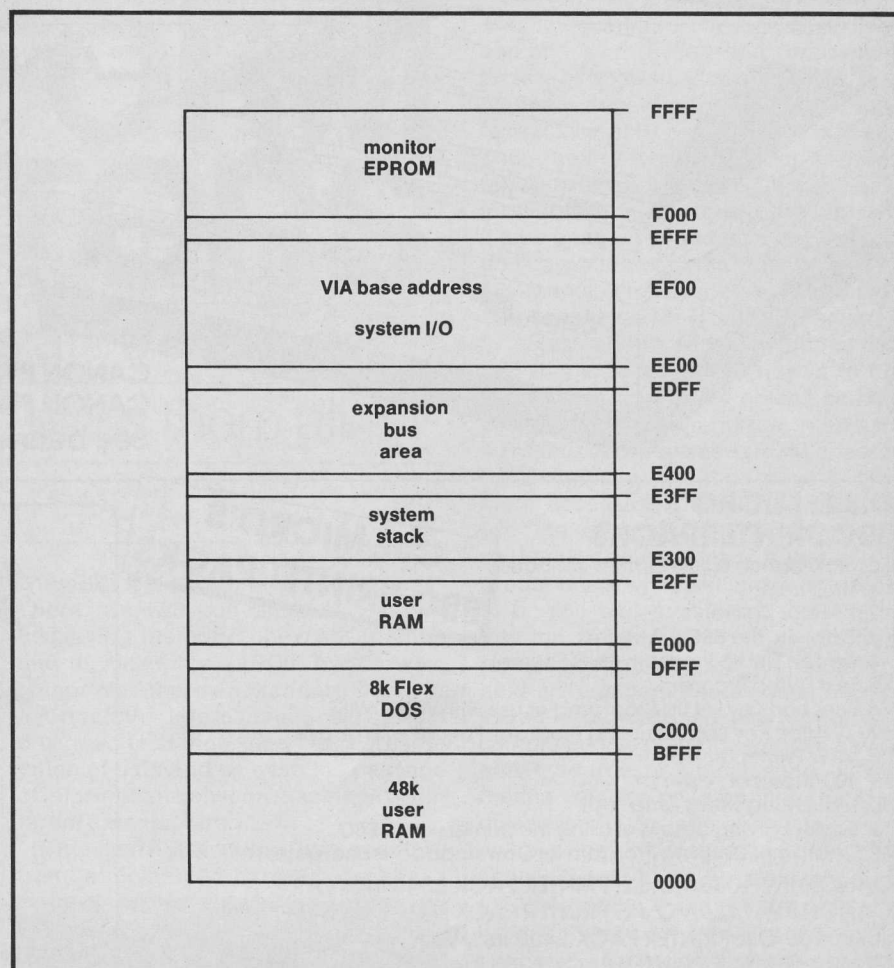 FFFF
monitor
EPROM
F000
EFFF
VIA base address EF00
system I/O
EE00
EDFF
expansion
bus
area
E400
E3FF
system
stack
E300
E2FF
user
RAM
E000
DFFF
8k Flex
DOS
C000
BFFF
48k
user
RAM
0000